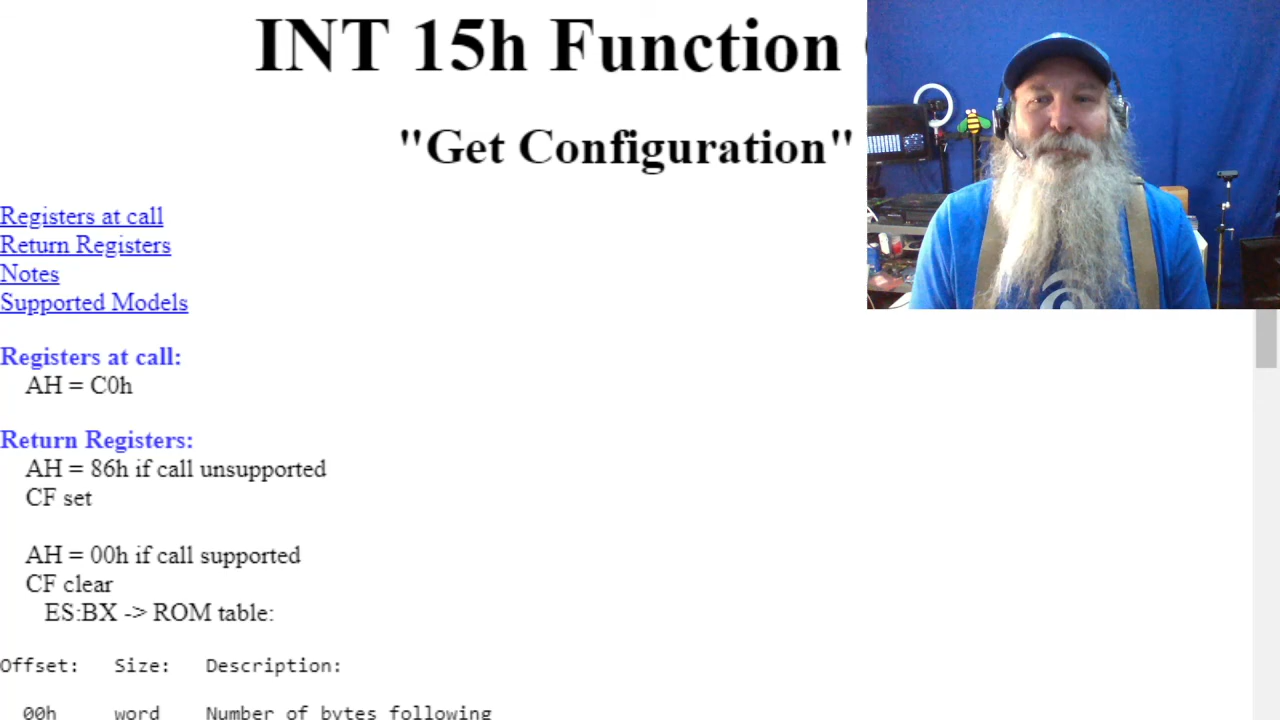 INT 15h Function
"Get Configuration"
Registers at call
Return Registers
Notes
Supported Models
Registers at call:
AH = C0h
Return Registers:
AH = 86h if call unsupported
CF set
AH = 00h if call supported
CF clear
ES:BX -> ROM table:
Offset: Size: Description:
00h word Number of bytes following